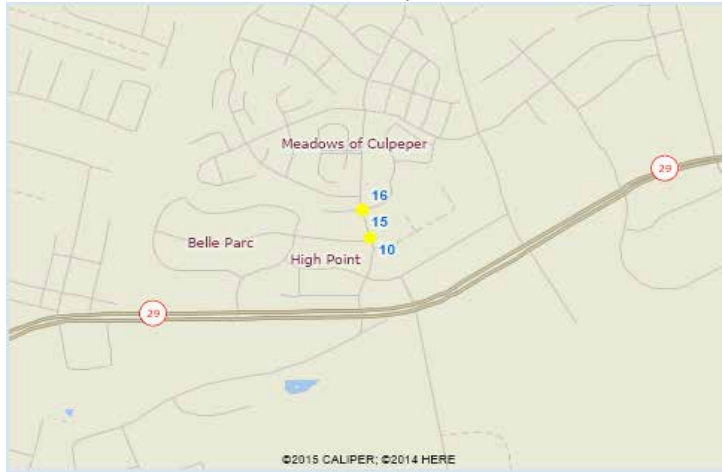 Meadows of Culpeper
29
16
15
Belle Parc
High Point
10
29
©2015 CALIPER; ©2014 HERE